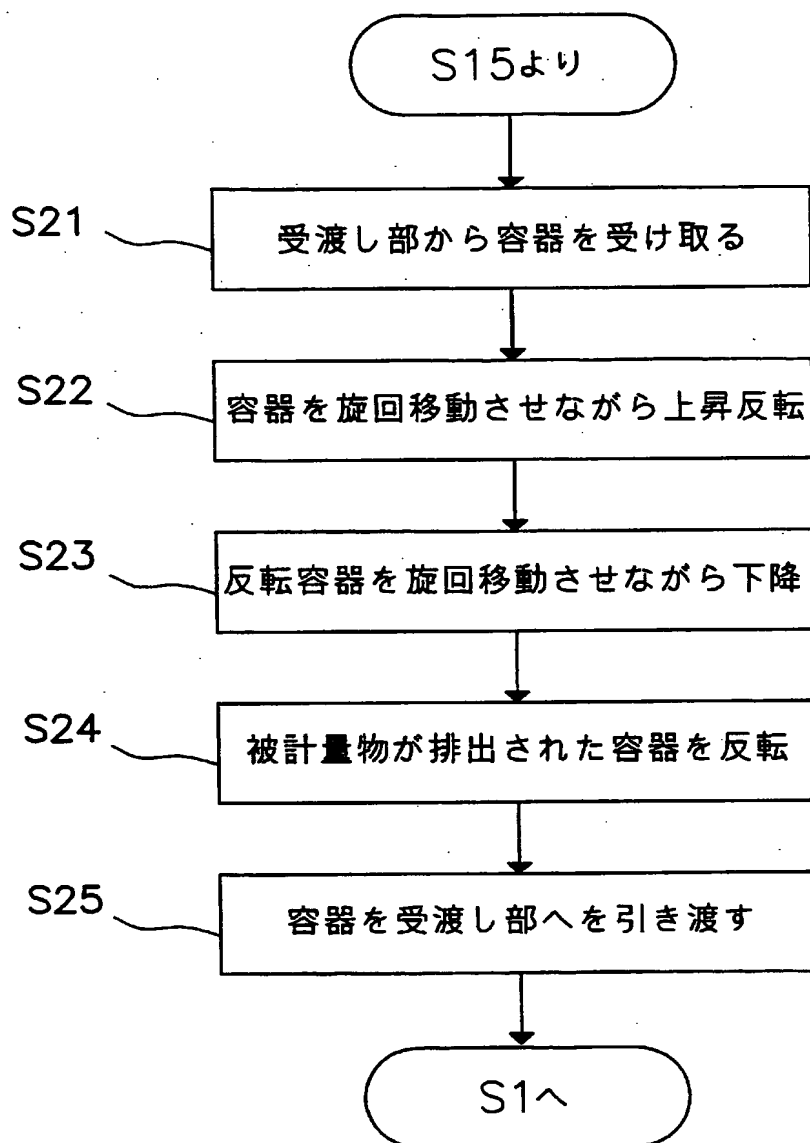 S15より
S21
受渡し部から容器を受け取る
S22
容器を旋回移動させながら上昇反転
S23
反転容器を旋回移動させながら下降
S24
被計量物が排出された容器を反転
S25
容器を受渡し部へを引き渡す
S1へ